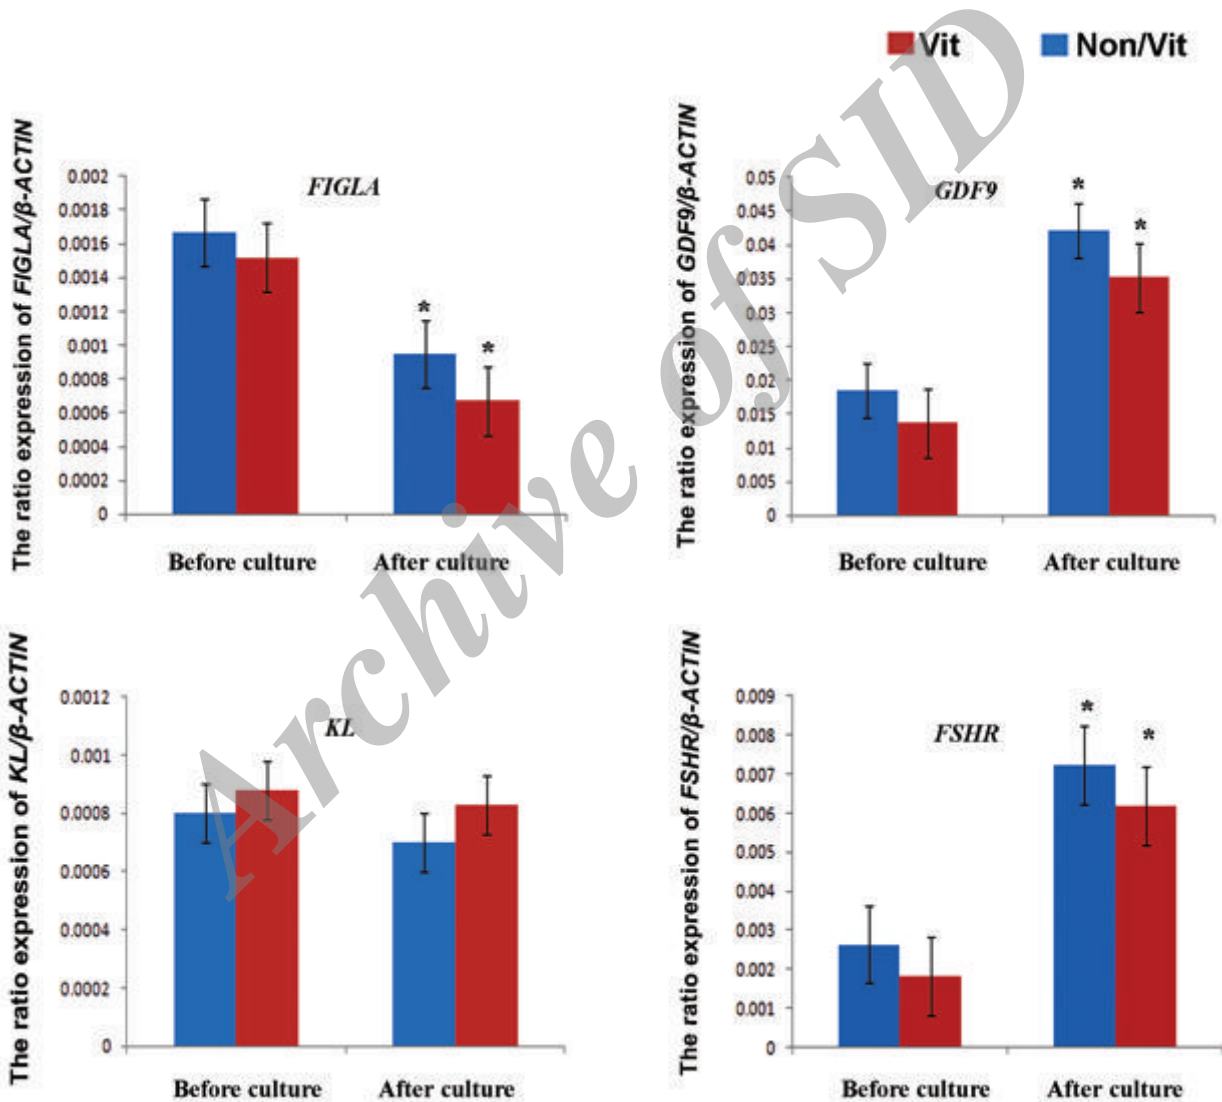 Vit
Non/Vit
The ratio expression of FIGLA/β-ACTIN
FIGLA
0.002
0.0018
0.0016
0.0014
0.0012
0.001
0.0008
0.0006
0.0004
0.0002
0
*
*
Before culture
After culture
The ratio expression of GDF9/β-ACTIN
GDF9
0.05
0.045
0.04
0.035
0.03
0.025
0.02
0.015
0.01
0.005
0
*
*
Before culture
After culture
The ratio expression of KL/β-ACTIN
KL
0.0012
0.001
0.0008
0.0006
0.0004
0.0002
0
Before culture
After culture
The ratio expression of FSHR/β-ACTIN
FSHR
0.009
0.008
0.007
0.006
0.005
0.004
0.003
0.002
0.001
0
*
*
Before culture
After culture
Archive of SID